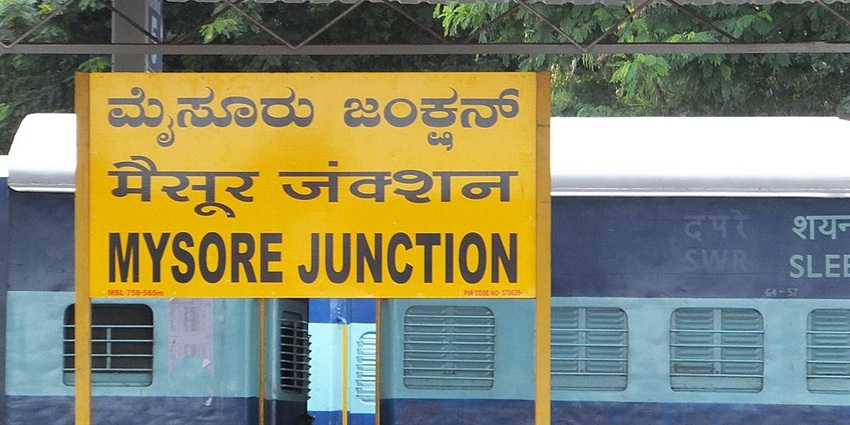 ಮೈಸೂರು ಜಂಕ್ಷನ್
मैसूर जंक्शन
MYSORE JUNCTION
MSL-758-565m PIN CODE NO-570020
दपरे
SWR
शयन
SLEE
64-57